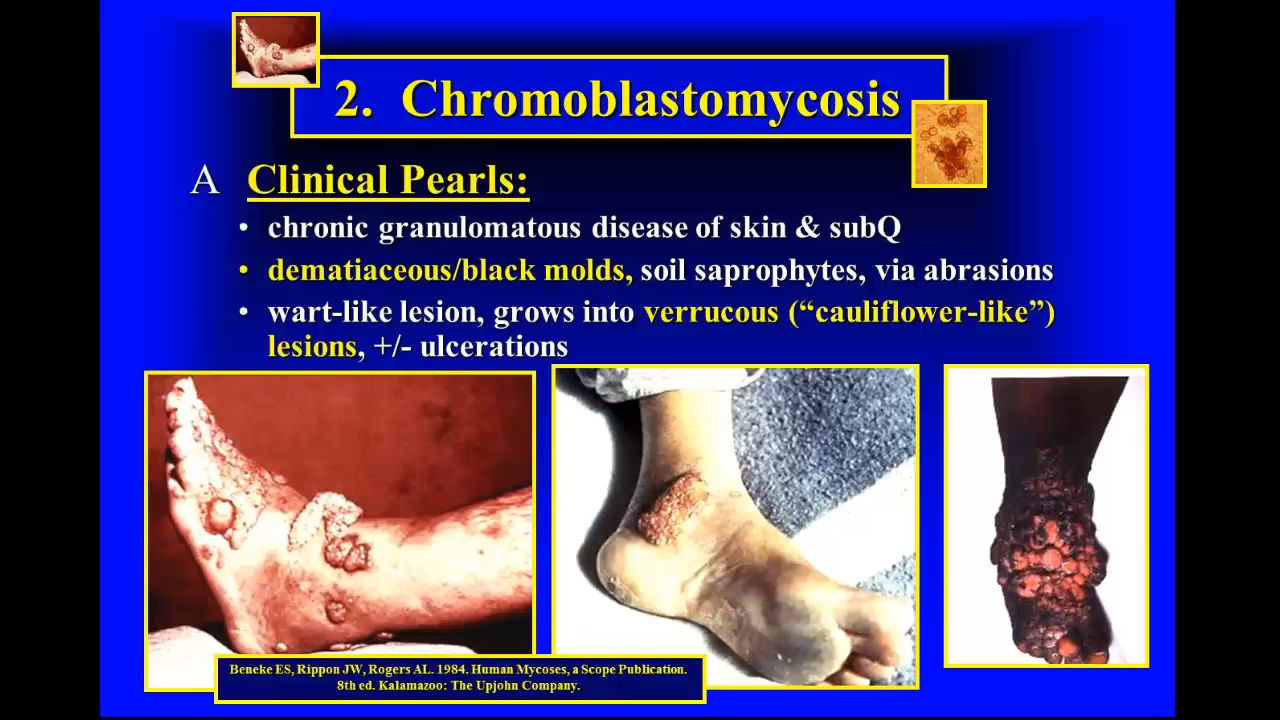 2. Chromoblastomycosis
A Clinical Pearls:
• chronic granulomatous disease of skin & subQ
• dematiaceous/black molds, soil saprophytes, via abrasions
• wart-like lesion, grows into verrucous (“cauliflower-like”)
lesions, +/- ulcerations
Beneke ES, Rippon JW, Rogers AL. 1984. Human Mycoses, a Scope Publication.
8th ed. Kalamazoo: The Upjohn Company.